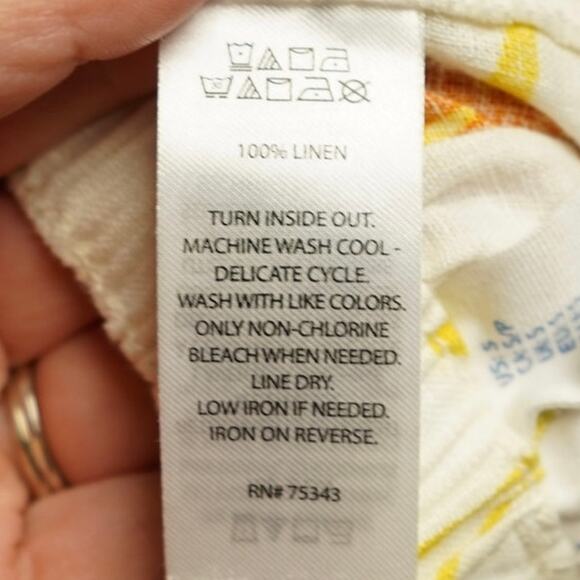 100% LINEN
TURN INSIDE OUT.
MACHINE WASH COOL -
DELICATE CYCLE.
WASH WITH LIKE COLORS.
ONLY NON-CHLORINE
BLEACH WHEN NEEDED.
LINE DRY.
LOW IRON IF NEEDED.
IRON ON REVERSE.
RN# 75343
US-S